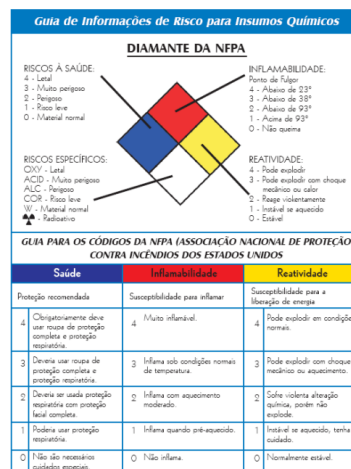 Guia de Informações de Risco para Insumos Químicos
DIAMANTE DA NFPA
RISCOS À SAÚDE:
4 - Letal
3 - Muito perigoso
2 - Perigoso
1 - Risco leve
0 - Material normal
INFLAMABILIDADE:
Ponto de Fulgor
4 - Abaixo de 23°
3 - Abaixo de 38°
2 - Abaixo de 93°
1 - Acima de 93°
0 - Não queima
RISCOS ESPECÍFICOS:
OXY - Letal
ACID - Muito perigoso
ALC - Perigoso
COR - Risco leve
W - Material normal
- Radioativo
REATIVIDADE:
4 - Pode explodir
3 - Pode explodir com choque
mecânico ou calor
2 - Reage violentamente
1 - Instável se aquecido
0 - Estável
GUIA PARA OS CÓDIGOS DA NFPA (ASSOCIAÇÃO NACIONAL DE PROTEÇÃO
CONTRA INCÊNDIOS DOS ESTADOS UNIDOS
Saúde Inflamabilidade Reatividade
Proteção recomendada
Susceptibilidade para inflamar
Susceptibilidade para a
liberação de energia
4 Obrigatoriamente deve
usar roupa de proteção
completa e proteção
respiratória.
4 Muito inflamável.
4 Pode explodir em condiçõe
normais.
3 Deveria usar roupa de
proteção completa e
proteção respiratória.
3 Inflama sob condições normais
de temperatura.
3 Pode explodir com choque
mecânico ou aquecimento.
2 Deve ser usada proteção
respiratória com proteção
facial completa.
2 Inflama com aquecimento
moderado.
2 Sofre violenta alteração
química, porém não
explode.
1 Poderia usar proteção
respiratória.
1 Inflama quando pré-aquecido.
1 Instável se aquecido, tenha
cuidado.
0 Não são necessários
cuidados especiais
0 Não inflama.
0 Normalmente estável.